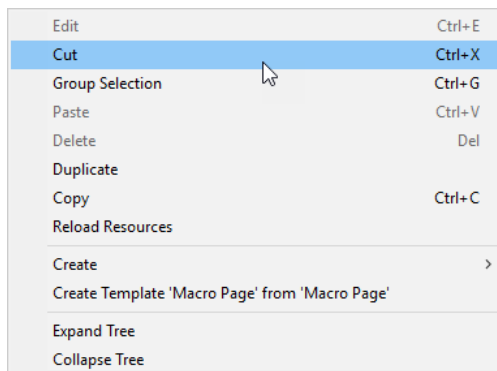 Edit Ctrl+E
Cut Ctrl+X
Group Selection Ctrl+G
Paste Ctrl+V
Delete Del
Duplicate
Copy Ctrl+C
Reload Resources
Create
Create Template 'Macro Page' from 'Macro Page'
Expand Tree
Collapse Tree